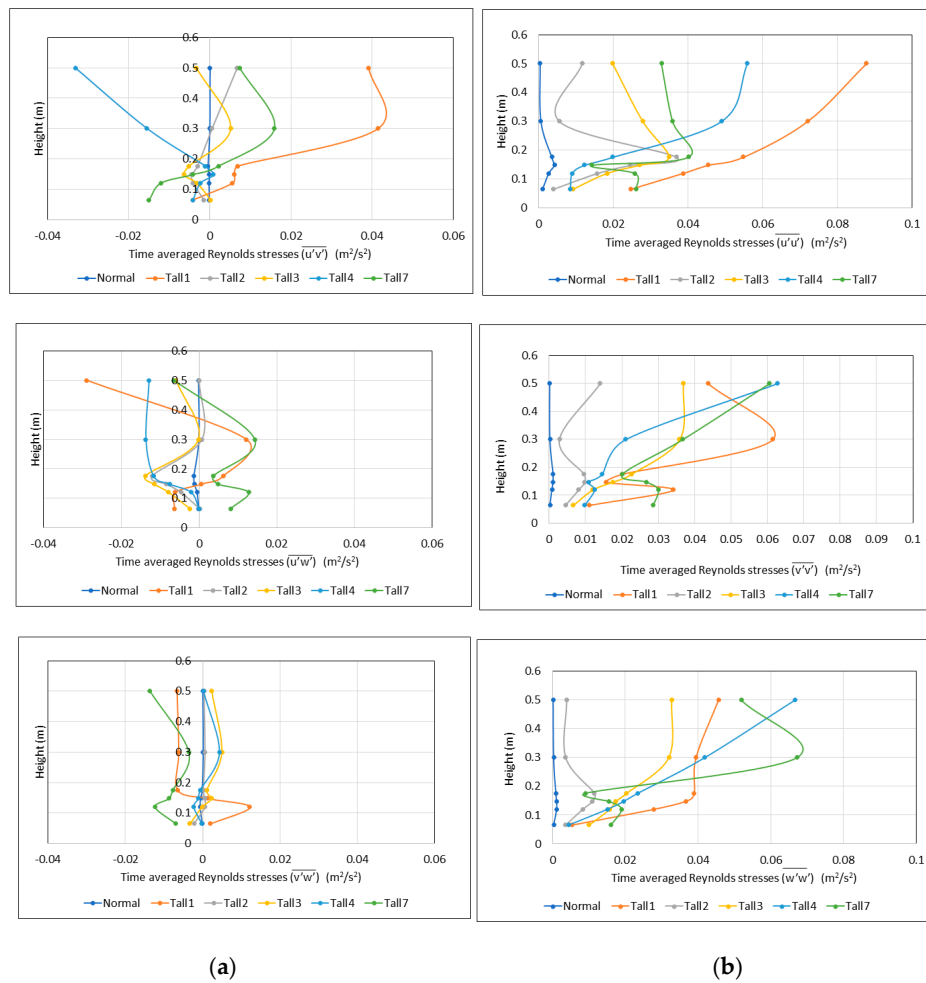 0.6
0.5
0.4
0.3
0.2
0.1
0
Height (m)
-0.04 -0.02 0 0.02 0.04 0.06
Time averaged Reynolds stresses (u'v') (m²/s²)
Normal Tall1 Tall2 Tall3 Tall4 Tall7
0.6
0.5
0.4
0.3
0.2
0.1
0
Height (m)
0 0.02 0.04 0.06 0.08 0.1
Time averaged Reynolds stresses (u'u') (m²/s²)
Normal Tall1 Tall2 Tall3 Tall4 Tall7
0.6
0.5
0.4
0.3
0.2
0.1
0
Height (m)
-0.04 -0.02 0 0.02 0.04 0.06
Time averaged Reynolds stresses (u'w') (m²/s²)
Normal Tall1 Tall2 Tall3 Tall4 Tall7
0.6
0.5
0.4
0.3
0.2
0.1
0
Height (m)
0 0.01 0.02 0.03 0.04 0.05 0.06 0.07 0.08 0.09 0.1
Time averaged Reynolds stresses (v'v') (m²/s²)
Normal Tall1 Tall2 Tall3 Tall4 Tall7
0.6
0.5
0.4
0.3
0.2
0.1
0
Height (m)
-0.04 -0.02 0 0.02 0.04 0.06
Time averaged Reynolds stresses (v'w') (m²/s²)
Normal Tall1 Tall2 Tall3 Tall4 Tall7
0.6
0.5
0.4
0.3
0.2
0.1
0
Height (m)
0 0.02 0.04 0.06 0.08 0.1
Time averaged Reynolds stresses (w'w') (m²/s²)
Normal Tall1 Tall2 Tall3 Tall4 Tall7
(a) (b)